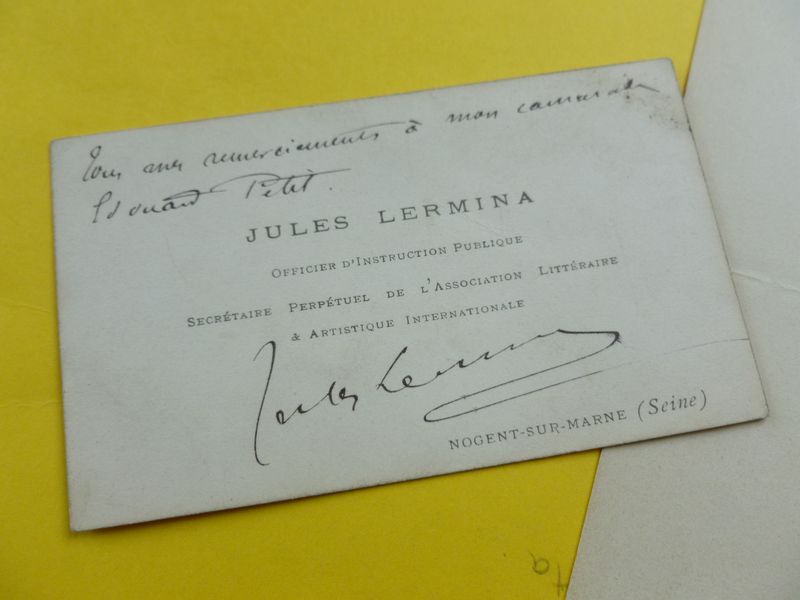 Tous mes remerciements à mon camarade
Edouard Petit.
JULES LERMINA
OFFICIER D'INSTRUCTION PUBLIQUE
SECRÉTAIRE PERPÉTUEL DE L'ASSOCIATION LITTÉRAIRE
& ARTISTIQUE INTERNATIONALE
Jules Lermina
NOGENT-SUR-MARNE (Seine)